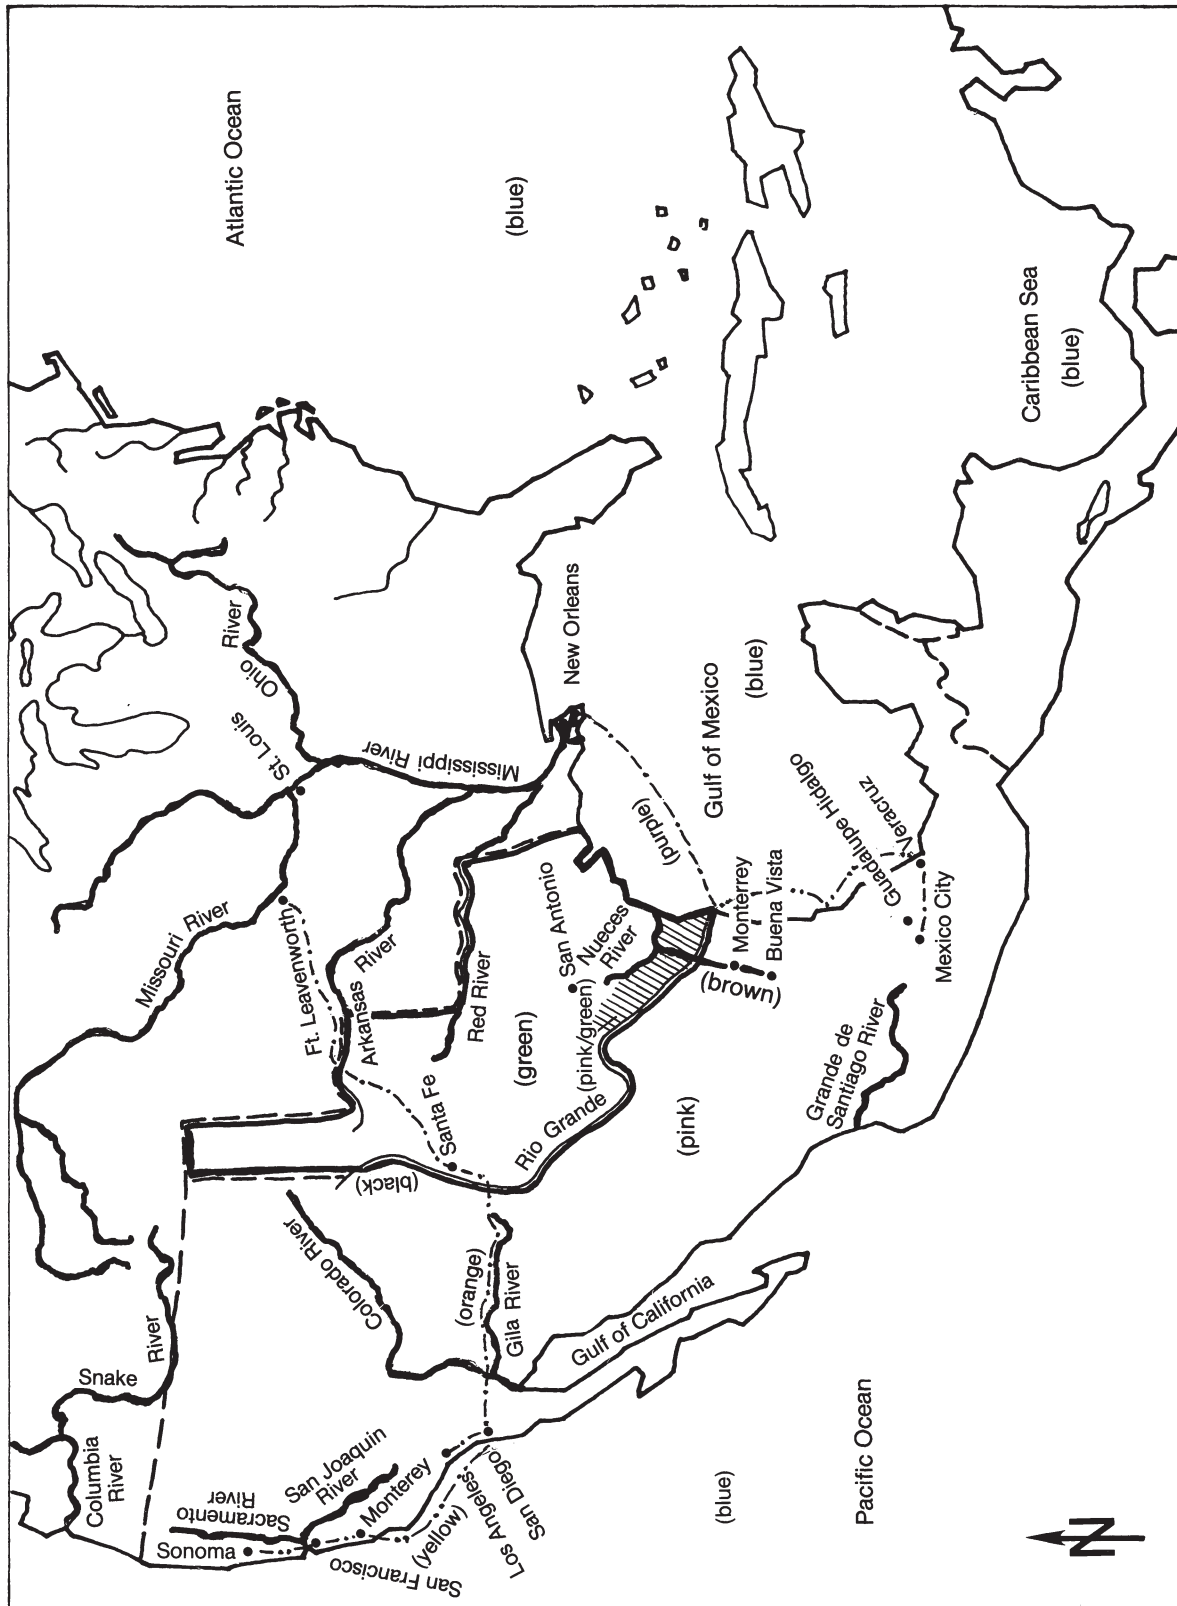 Atlantic Ocean
(blue)
Caribbean Sea
(blue)
Ohio
River
St. Louis
Mississippi River
New Orleans
Gulf of Mexico
(blue)
(purple)
Missouri River
Ft. Leavenworth
Arkansas
River
Red River
(green)
San Antonio
Nueces
River
(pink/green)
Monterrey
Buena Vista
(brown)
Guadalupe Hidalgo
Veracruz
Mexico City
Grande de
Santiago River
Santa Fe
Rio Grande
(black)
(pink)
Colorado River
(orange)
Gila River
Gulf of California
Snake
River
Columbia
River
Sacramento
River
San Joaquin
River
Sonoma
San Francisco
Monterey
(yellow)
Los Angeles
San Diego
(blue)
Pacific Ocean
N